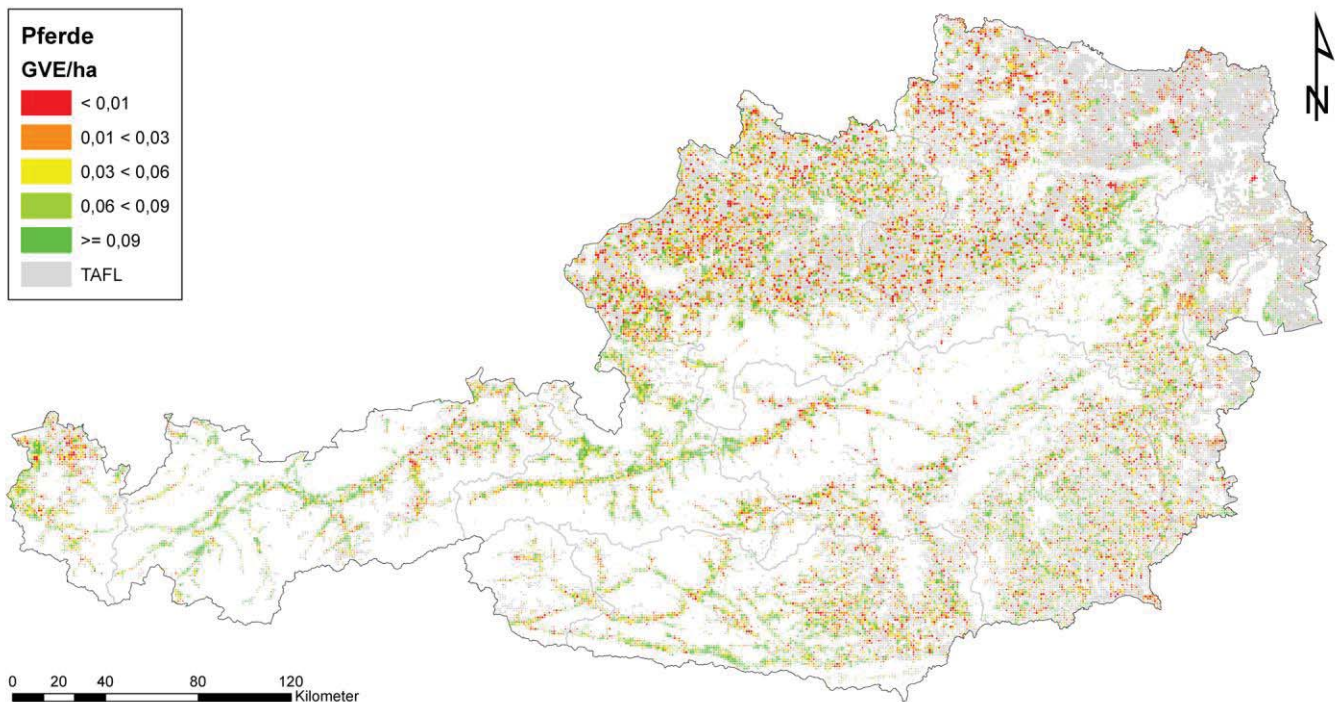 Pferde
GVE/ha
< 0,01
0,01 < 0,03
0,03 < 0,06
0,06 < 0,09
>= 0,09
TAFL
N
0 20 40 80 120
Kilometer